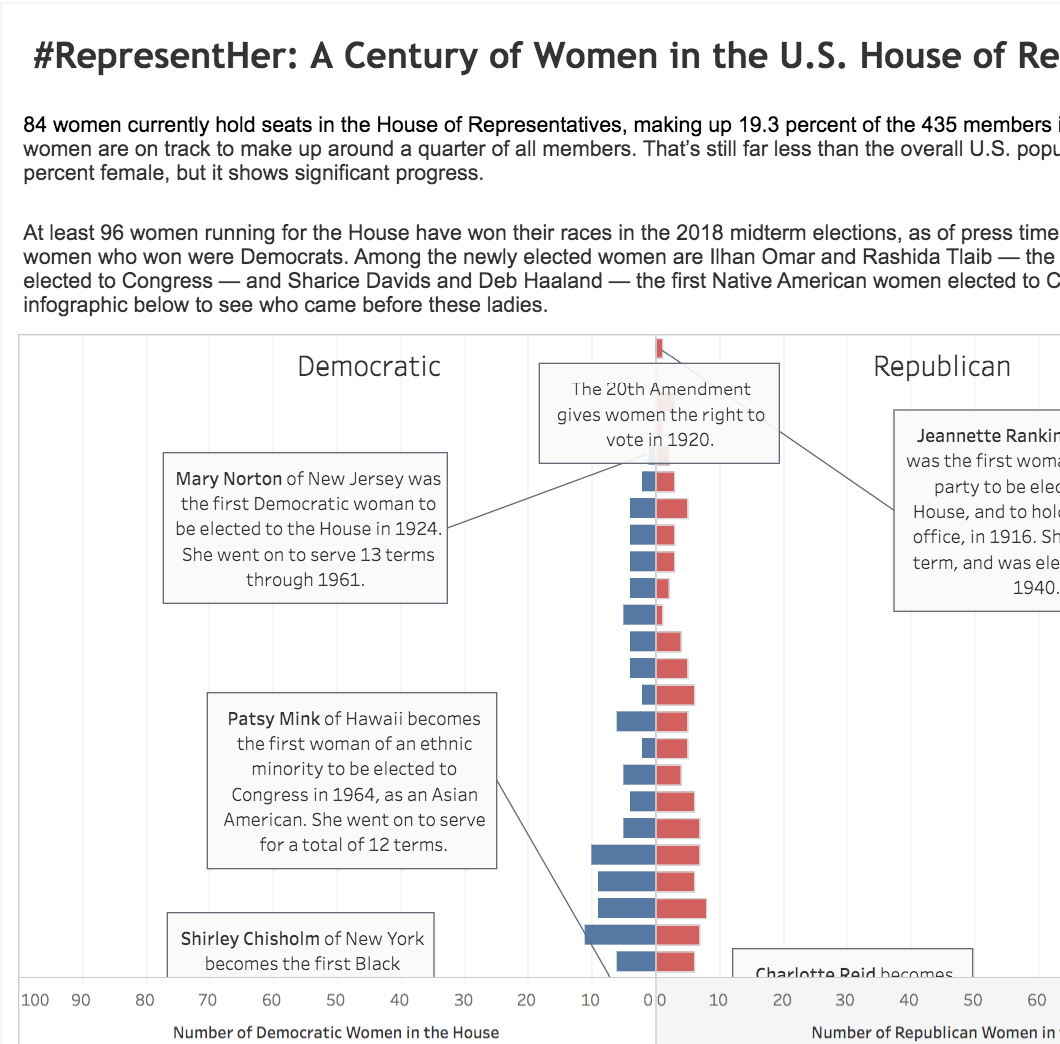 #RepresentHer: A Century of Women in the U.S. House of Re
84 women currently hold seats in the House of Representatives, making up 19.3 percent of the 435 members
women are on track to make up around a quarter of all members. That's still far less than the overall U.S. popu
percent female, but it shows significant progress.
At least 96 women running for the House have won their races in the 2018 midterm elections, as of press time
women who won were Democrats. Among the newly elected women are Ilhan Omar and Rashida Tlaib — the
elected to Congress — and Sharice Davids and Deb Haaland — the first Native American women elected to C
infographic below to see who came before these ladies.
Democratic
Republican
The 20th Amendment
gives women the right to
vote in 1920.
Jeannette Rankin
was the first woma
party to be elec
House, and to hol
office, in 1916. Sh
term, and was ele
1940.
Mary Norton of New Jersey was
the first Democratic woman to
be elected to the House in 1924.
She went on to serve 13 terms
through 1961.
Patsy Mink of Hawaii becomes
the first woman of an ethnic
minority to be elected to
Congress in 1964, as an Asian
American. She went on to serve
for a total of 12 terms.
Shirley Chisholm of New York
becomes the first Black
Charlotte Reid becomes
100 90 80 70 60 50 40 30 20 10 0 0 10 20 30 40 50 60
Number of Democratic Women in the House
Number of Republican Women in